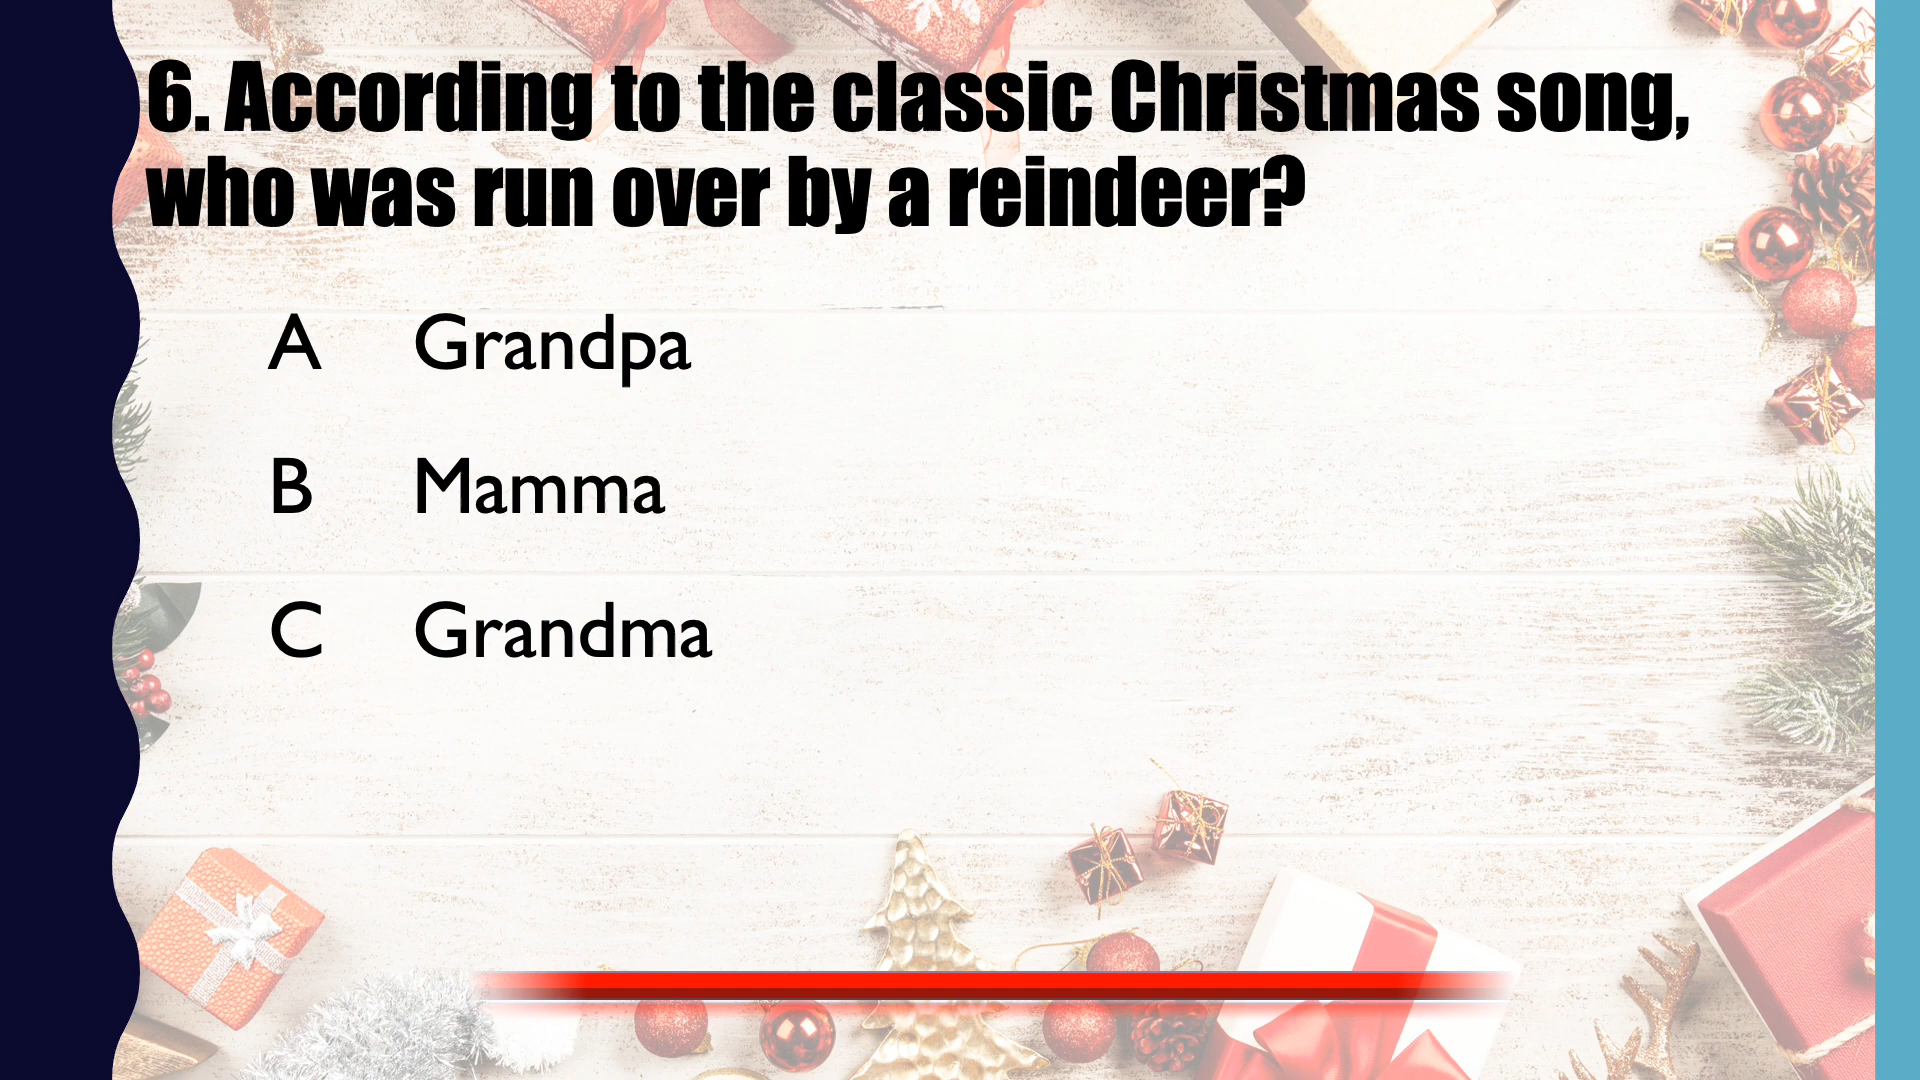 6. According to the classic Christmas song,
who was run over by a reindeer?
A Grandpa
B Mamma
C Grandma